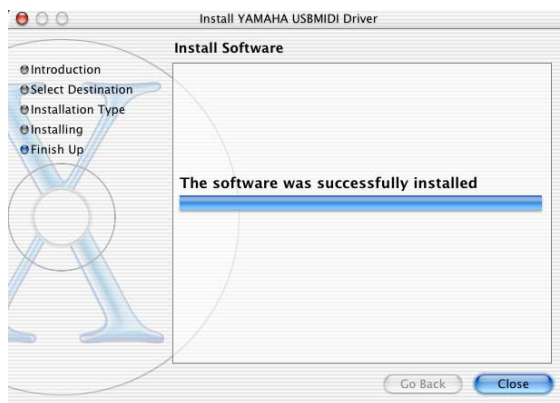 Install YAMAHA USBMIDI Driver
Install Software
Introduction
Select Destination
Installation Type
Installing
Finish Up
The software was successfully installed
Go Back
Close